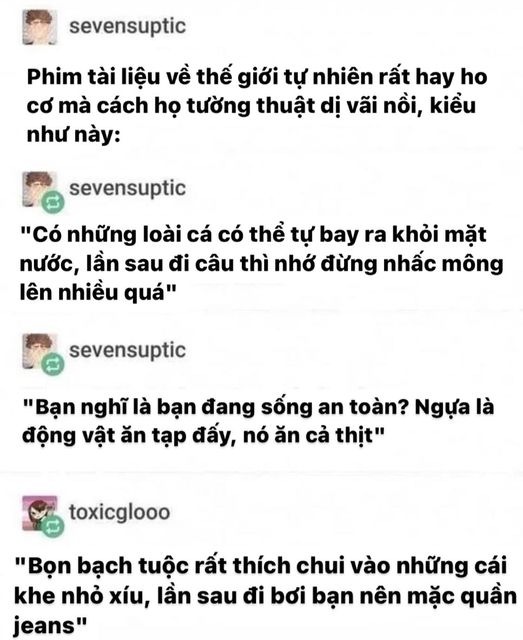 sevensuptic
Phim tài liệu về thế giới tự nhiên rất hay ho
cơ mà cách họ tường thuật dị vãi nồi, kiểu
như này:
sevensuptic
"Có những loài cá có thể tự bay ra khỏi mặt
nước, lần sau đi câu thì nhớ đừng nhấc mông
lên nhiều quá"
sevensuptic
"Bạn nghĩ là bạn đang sống an toàn? Ngựa là
động vật ăn tạp đấy, nó ăn cả thịt"
toxicglooo
"Bọn bạch tuộc rất thích chui vào những cái
khe nhỏ xíu, lần sau đi bơi bạn nên mặc quần
jeans"